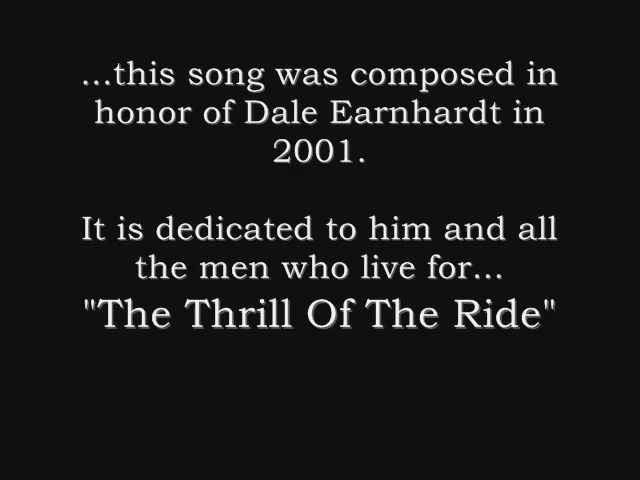 ...this song was composed in
honor of Dale Earnhardt in
2001.
It is dedicated to him and all
the men who live for...
"The Thrill Of The Ride"